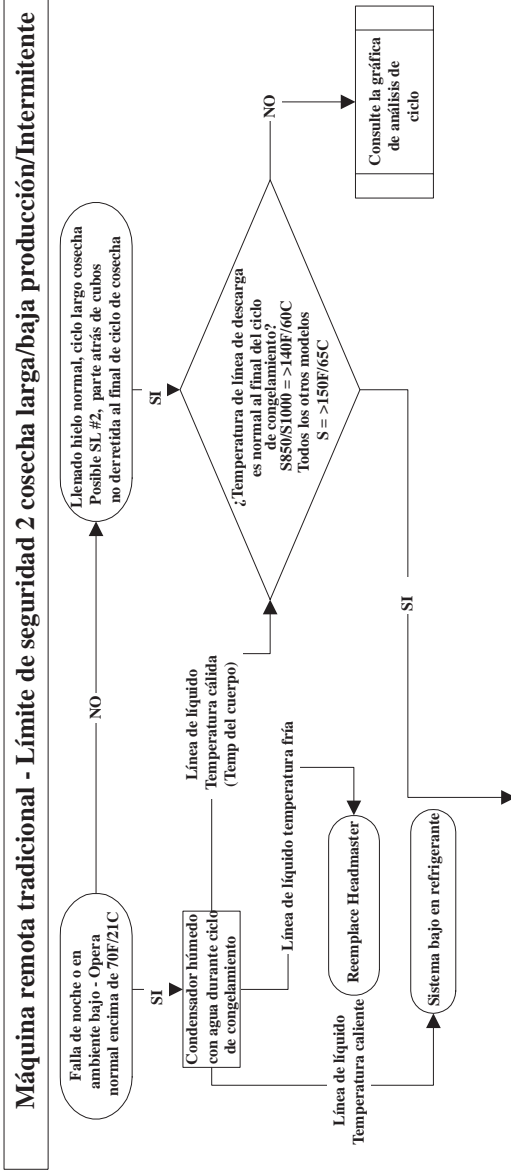 Máquina remota tradicional - Límite de seguridad 2 cosecha larga/baja producción/Intermitente
Falla de noche o en
ambiente bajo - Opera
normal encima de 70F/21C
NO
Llenado hielo normal, ciclo largo cosecha
Posible SL #2, parte atrás de cubos
no derretida al final de ciclo de cosecha
SI
SI
Condensador húmedo
con agua durante ciclo
de congelamiento
Línea de líquido
Temperatura cálida
(Temp del cuerpo)
¿Temperatura de línea de descarga
es normal al final del ciclo
de congelamiento?
S850/S1000 = >140F/60C
Todos los otros modelos
S = >150F/65C
NO
Consulte la gráfica
de análisis de
ciclo
Línea de líquido temperatura fría
Reemplace Headmaster
Línea de líquido
Temperatura caliente
Sistema bajo en refrigerante
SI